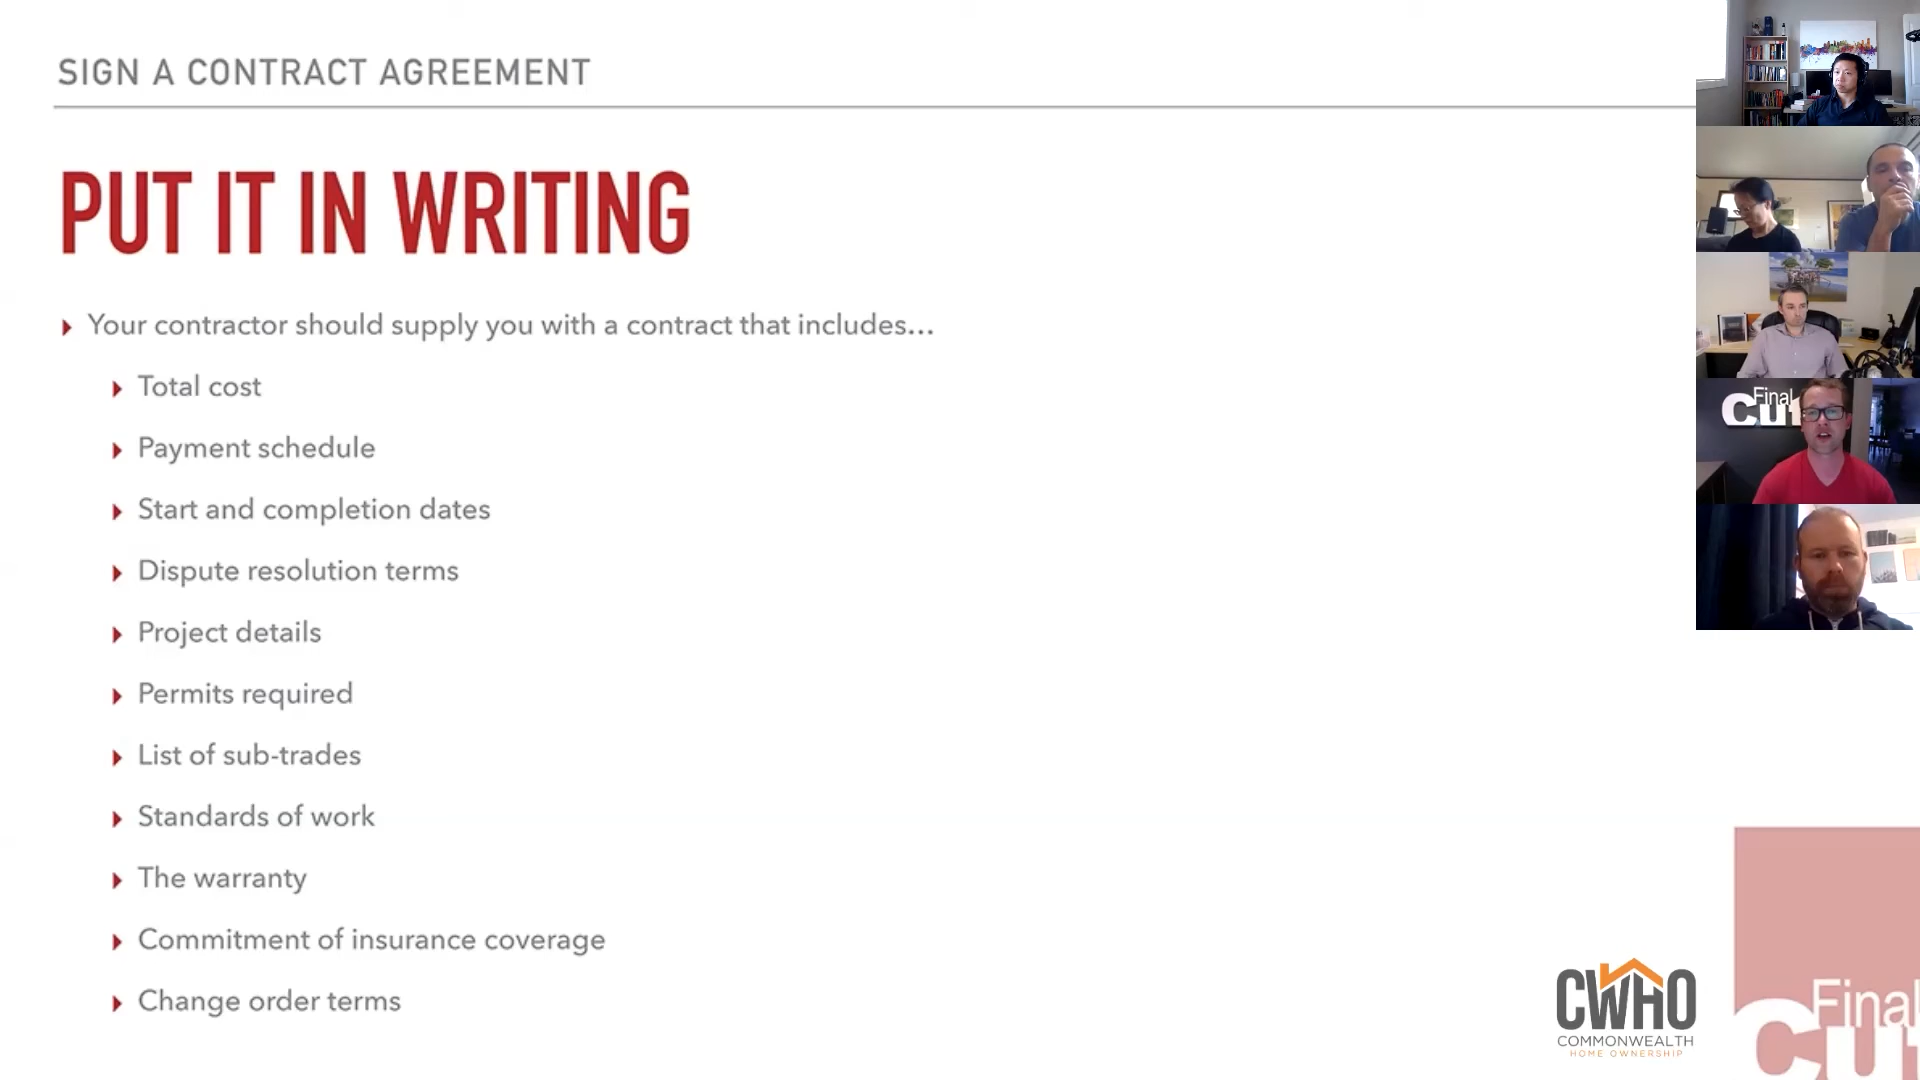 SIGN A CONTRACT AGREEMENT
PUT IT IN WRITING
Your contractor should supply you with a contract that includes...
Total cost
Payment schedule
Start and completion dates
Dispute resolution terms
Project details
Permits required
List of sub-trades
Standards of work
The warranty
Commitment of insurance coverage
Change order terms
Final
Cut
CWHO
COMMONWEALTH
HOME OWNERSHIP
Final
Cut